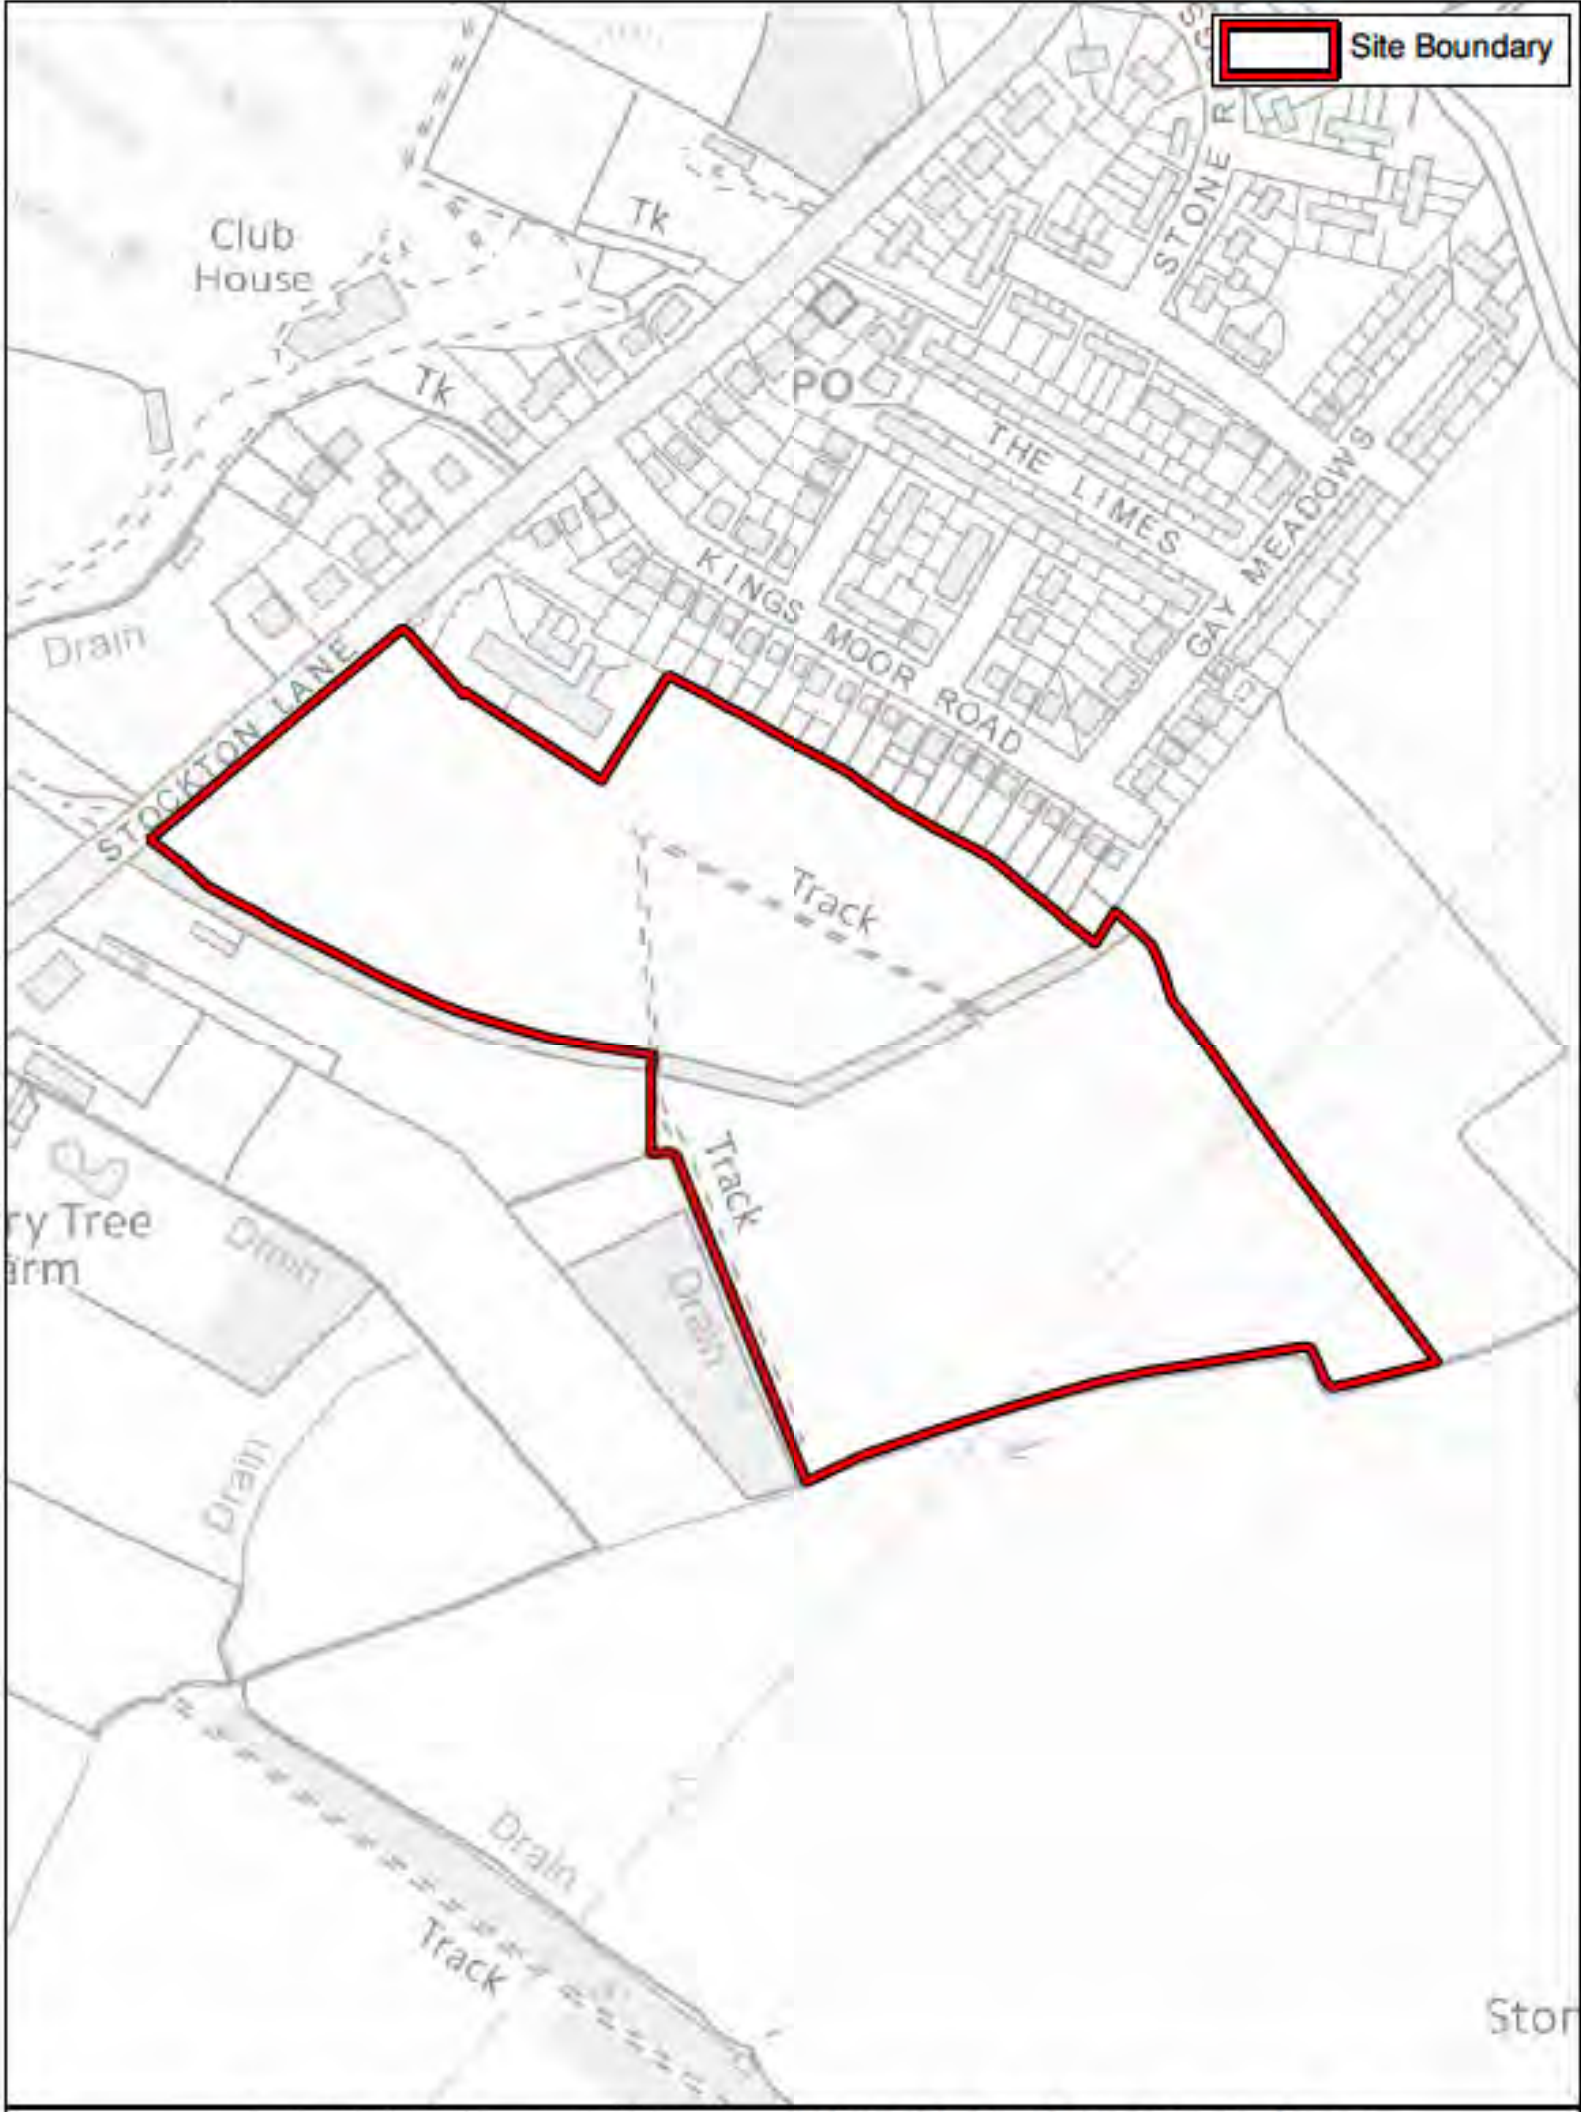 Site Boundary
Club
House
Tk
Tk
STONE R
PO
THE LIMES
GAY MEADOWS
KINGS MOOR ROAD
Drain
STOCKTON LANE
Track
Track
ry Tree
arm
Drain
Drain
Drain
Drain
Track
Stor